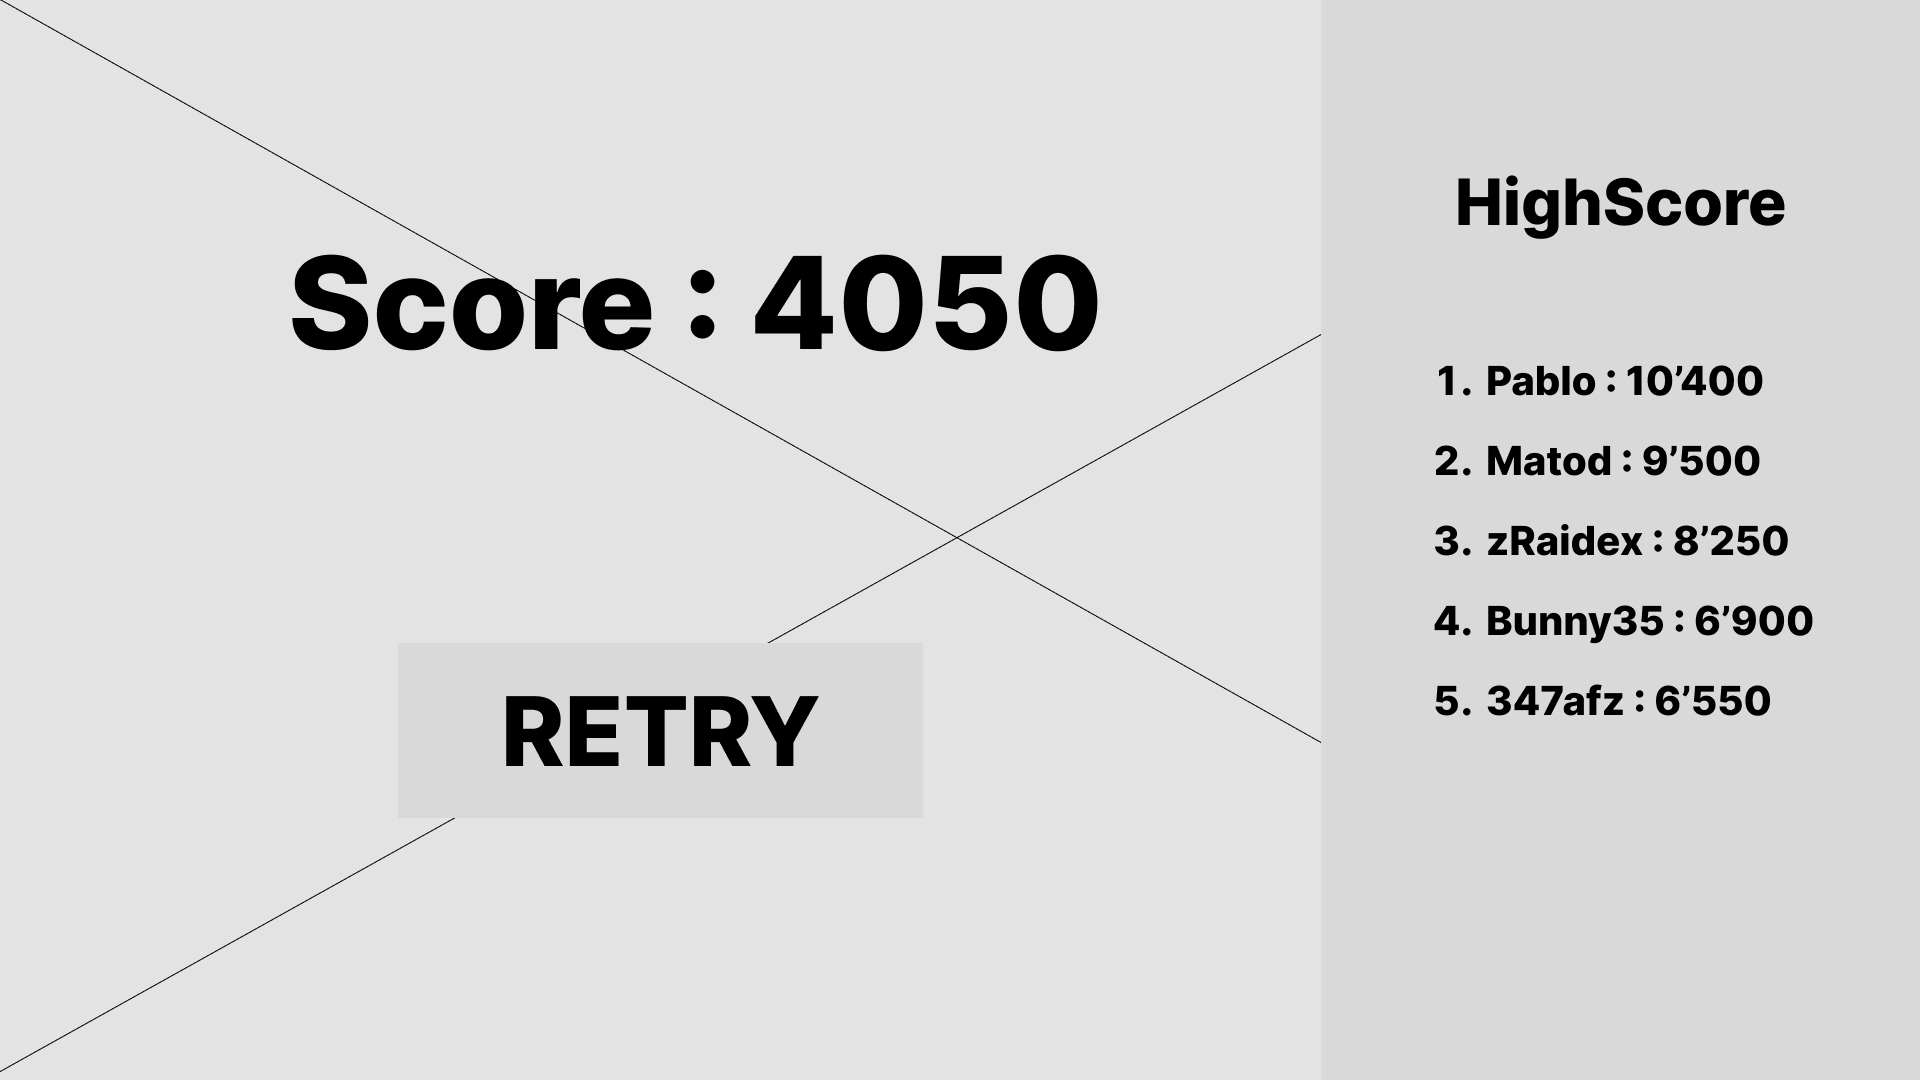 Score : 4050
RETRY
HighScore
1. Pablo : 10’400
2. Matod : 9’500
3. zRaidex : 8’250
4. Bunny35 : 6’900
5. 347afz : 6’550